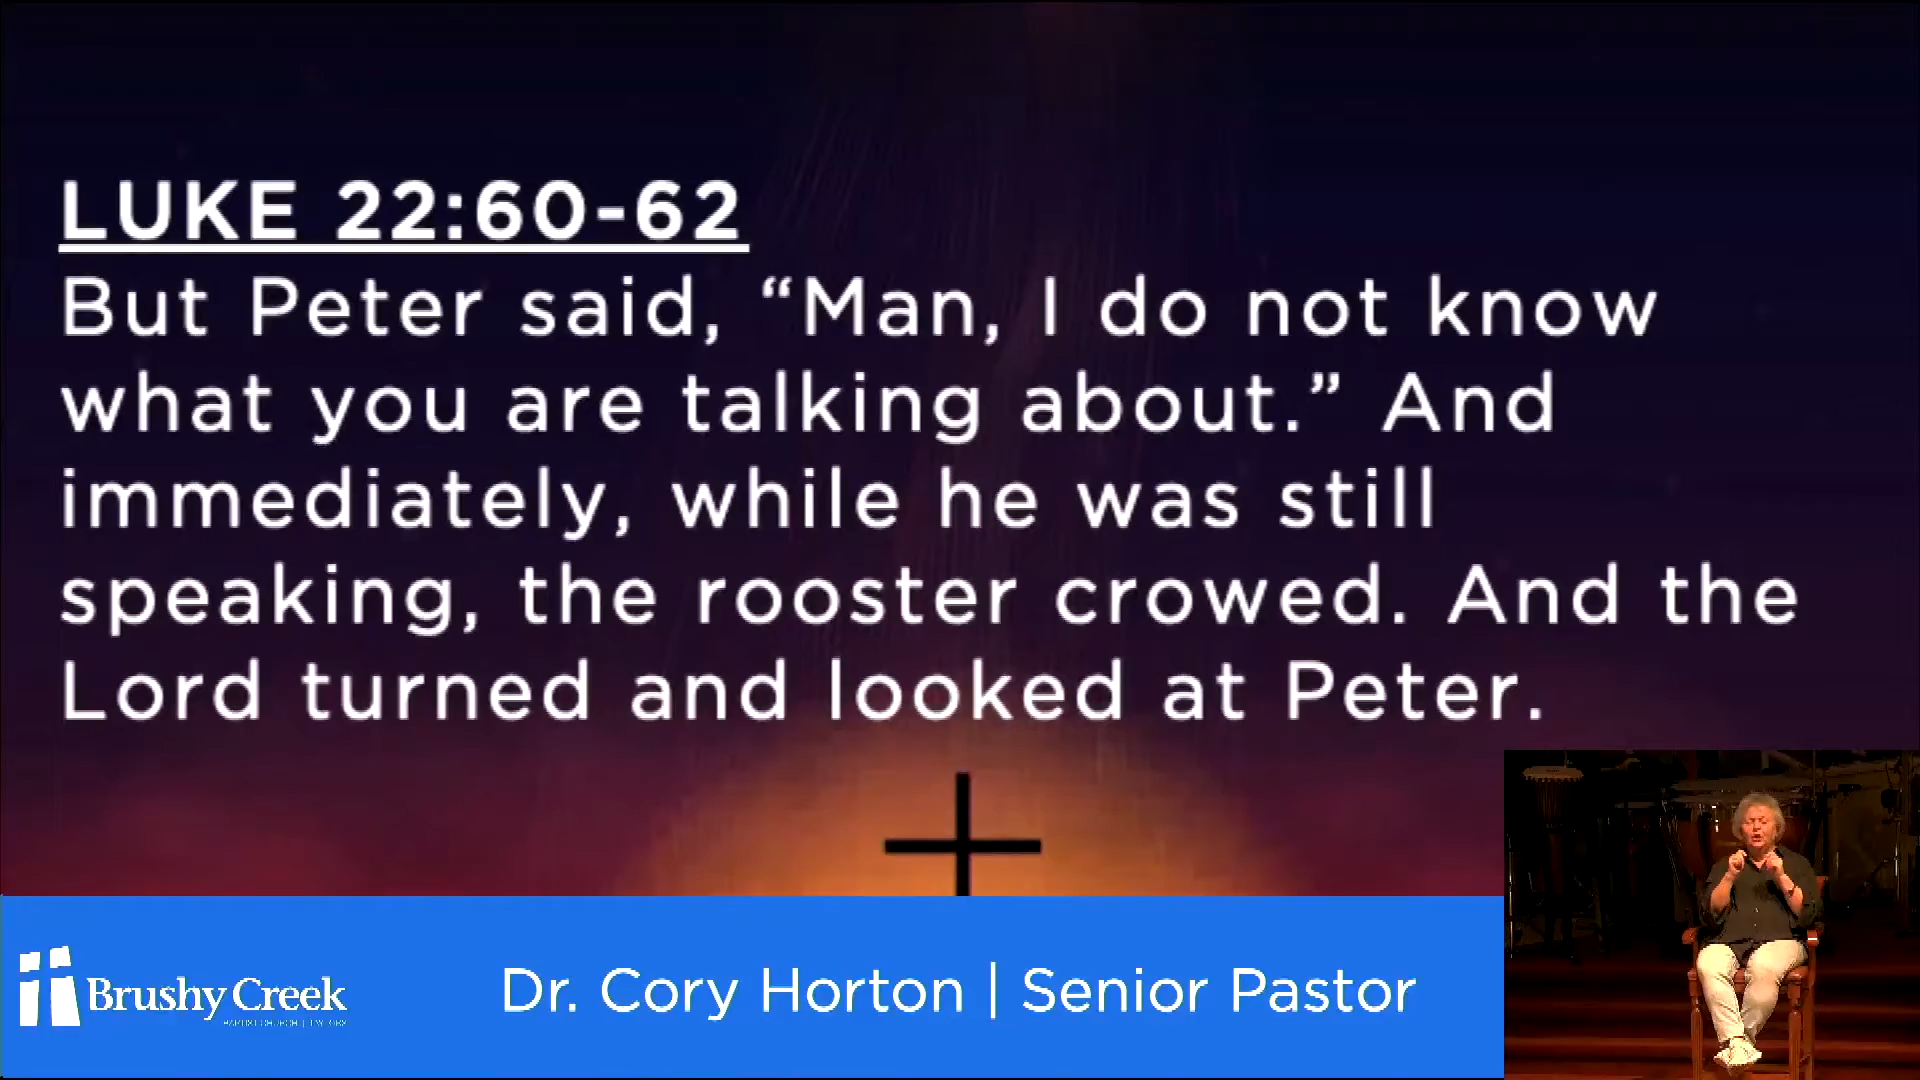 LUKE 22:60-62
But Peter said, “Man, I do not know
what you are talking about.” And
immediately, while he was still
speaking, the rooster crowed. And the
Lord turned and looked at Peter.
Brushy Creek
Dr. Cory Horton | Senior Pastor